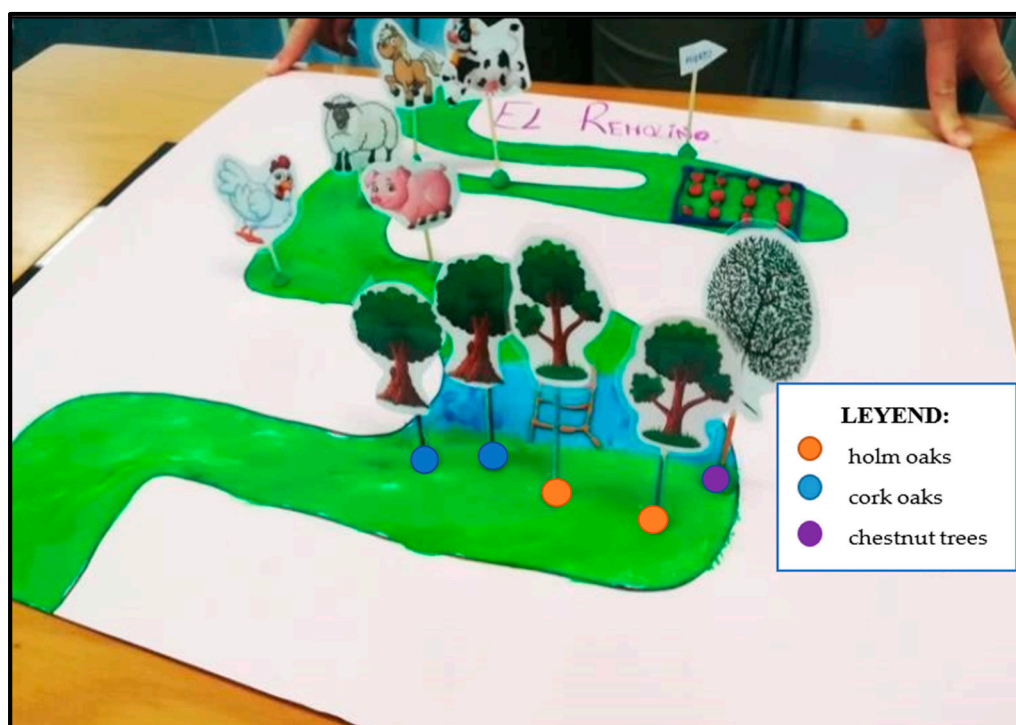 EL REMOLINO.
LEYEND:
holm oaks
cork oaks
chestnut trees